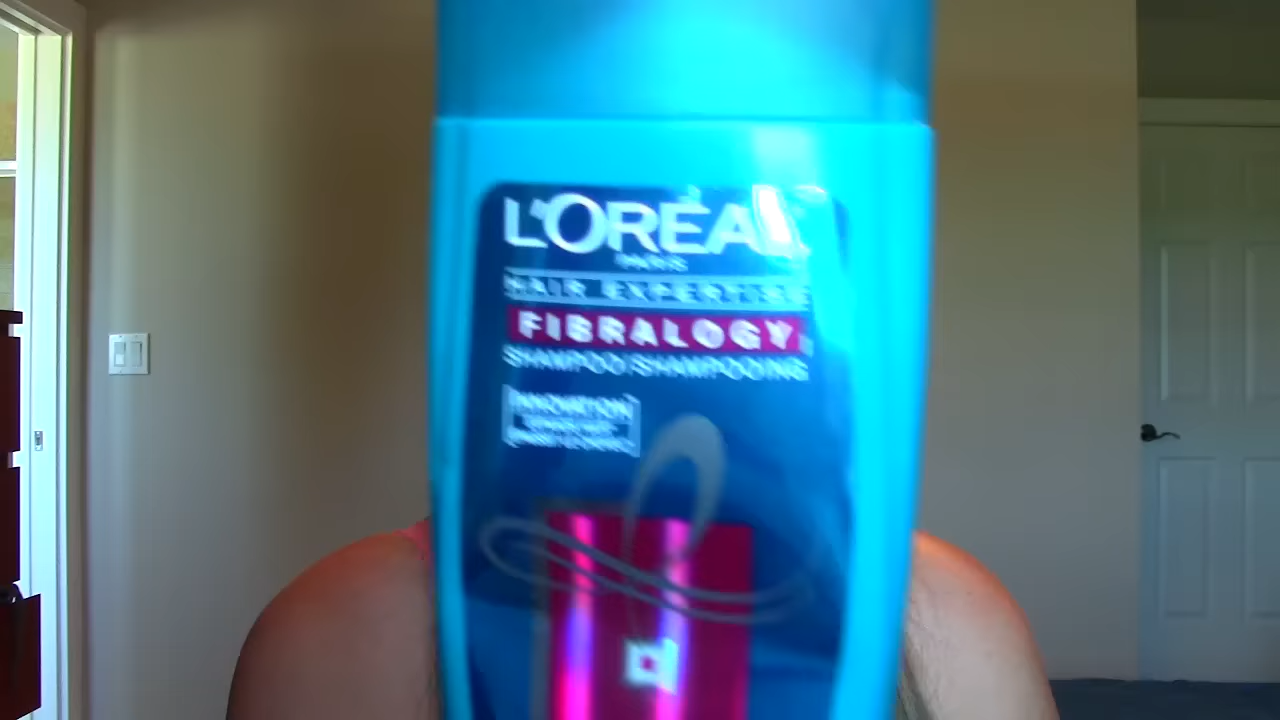 L'ORÉAL
PARIS
HAIR EXPERTISE
FIBRALOGY
SHAMPOO/SHAMPOOING
INNOVATION